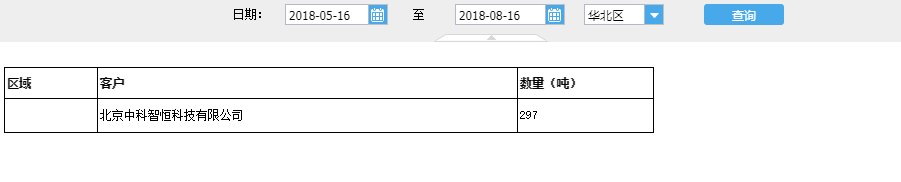 日期： 2018-05-16 至 2018-08-16 华北区 查询
区域 客户 数量（吨）
北京中科智恒科技有限公司 297